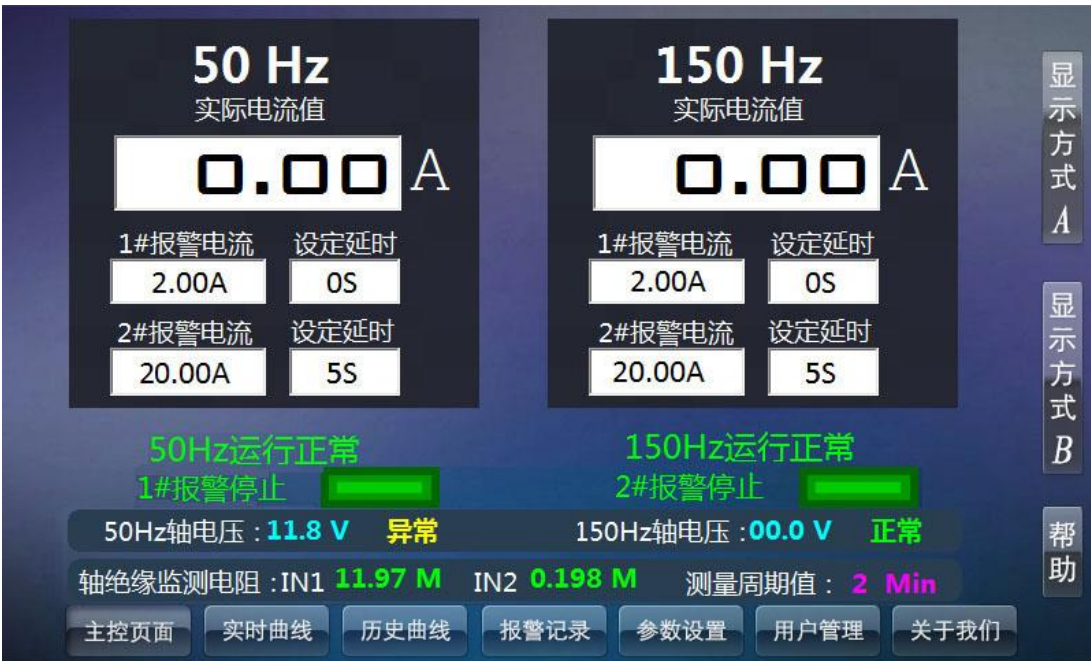 50 Hz
实际电流值
0.00 A
1#报警电流 设定延时
2.00A 0S
2#报警电流 设定延时
20.00A 5S
150 Hz
实际电流值
0.00 A
1#报警电流 设定延时
2.00A 0S
2#报警电流 设定延时
20.00A 5S
50Hz运行正常
1#报警停止
150Hz运行正常
2#报警停止
50Hz轴电压:11.8 V 异常 150Hz轴电压:00.0 V 正常
轴绝缘监测电阻:IN1 11.97 M IN2 0.198 M 测量周期值: 2 Min
主控页面 实时曲线 历史曲线 报警记录 参数设置 用户管理 关于我们
显示方式A
显示方式B
帮助